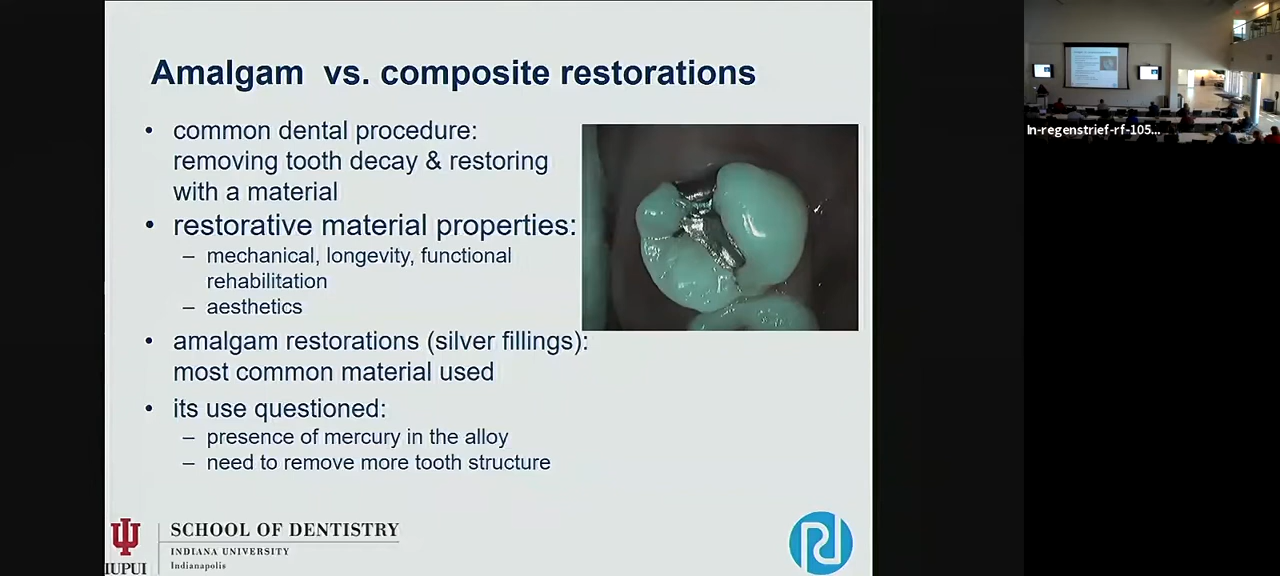 Amalgam vs. composite restorations
• common dental procedure:
removing tooth decay & restoring
with a material
• restorative material properties:
– mechanical, longevity, functional
rehabilitation
– aesthetics
• amalgam restorations (silver fillings):
most common material used
• its use questioned:
– presence of mercury in the alloy
– need to remove more tooth structure
IUPUI
SCHOOL OF DENTISTRY
INDIANA UNIVERSITY
Indianapolis
In-regenstrief-rf-105...